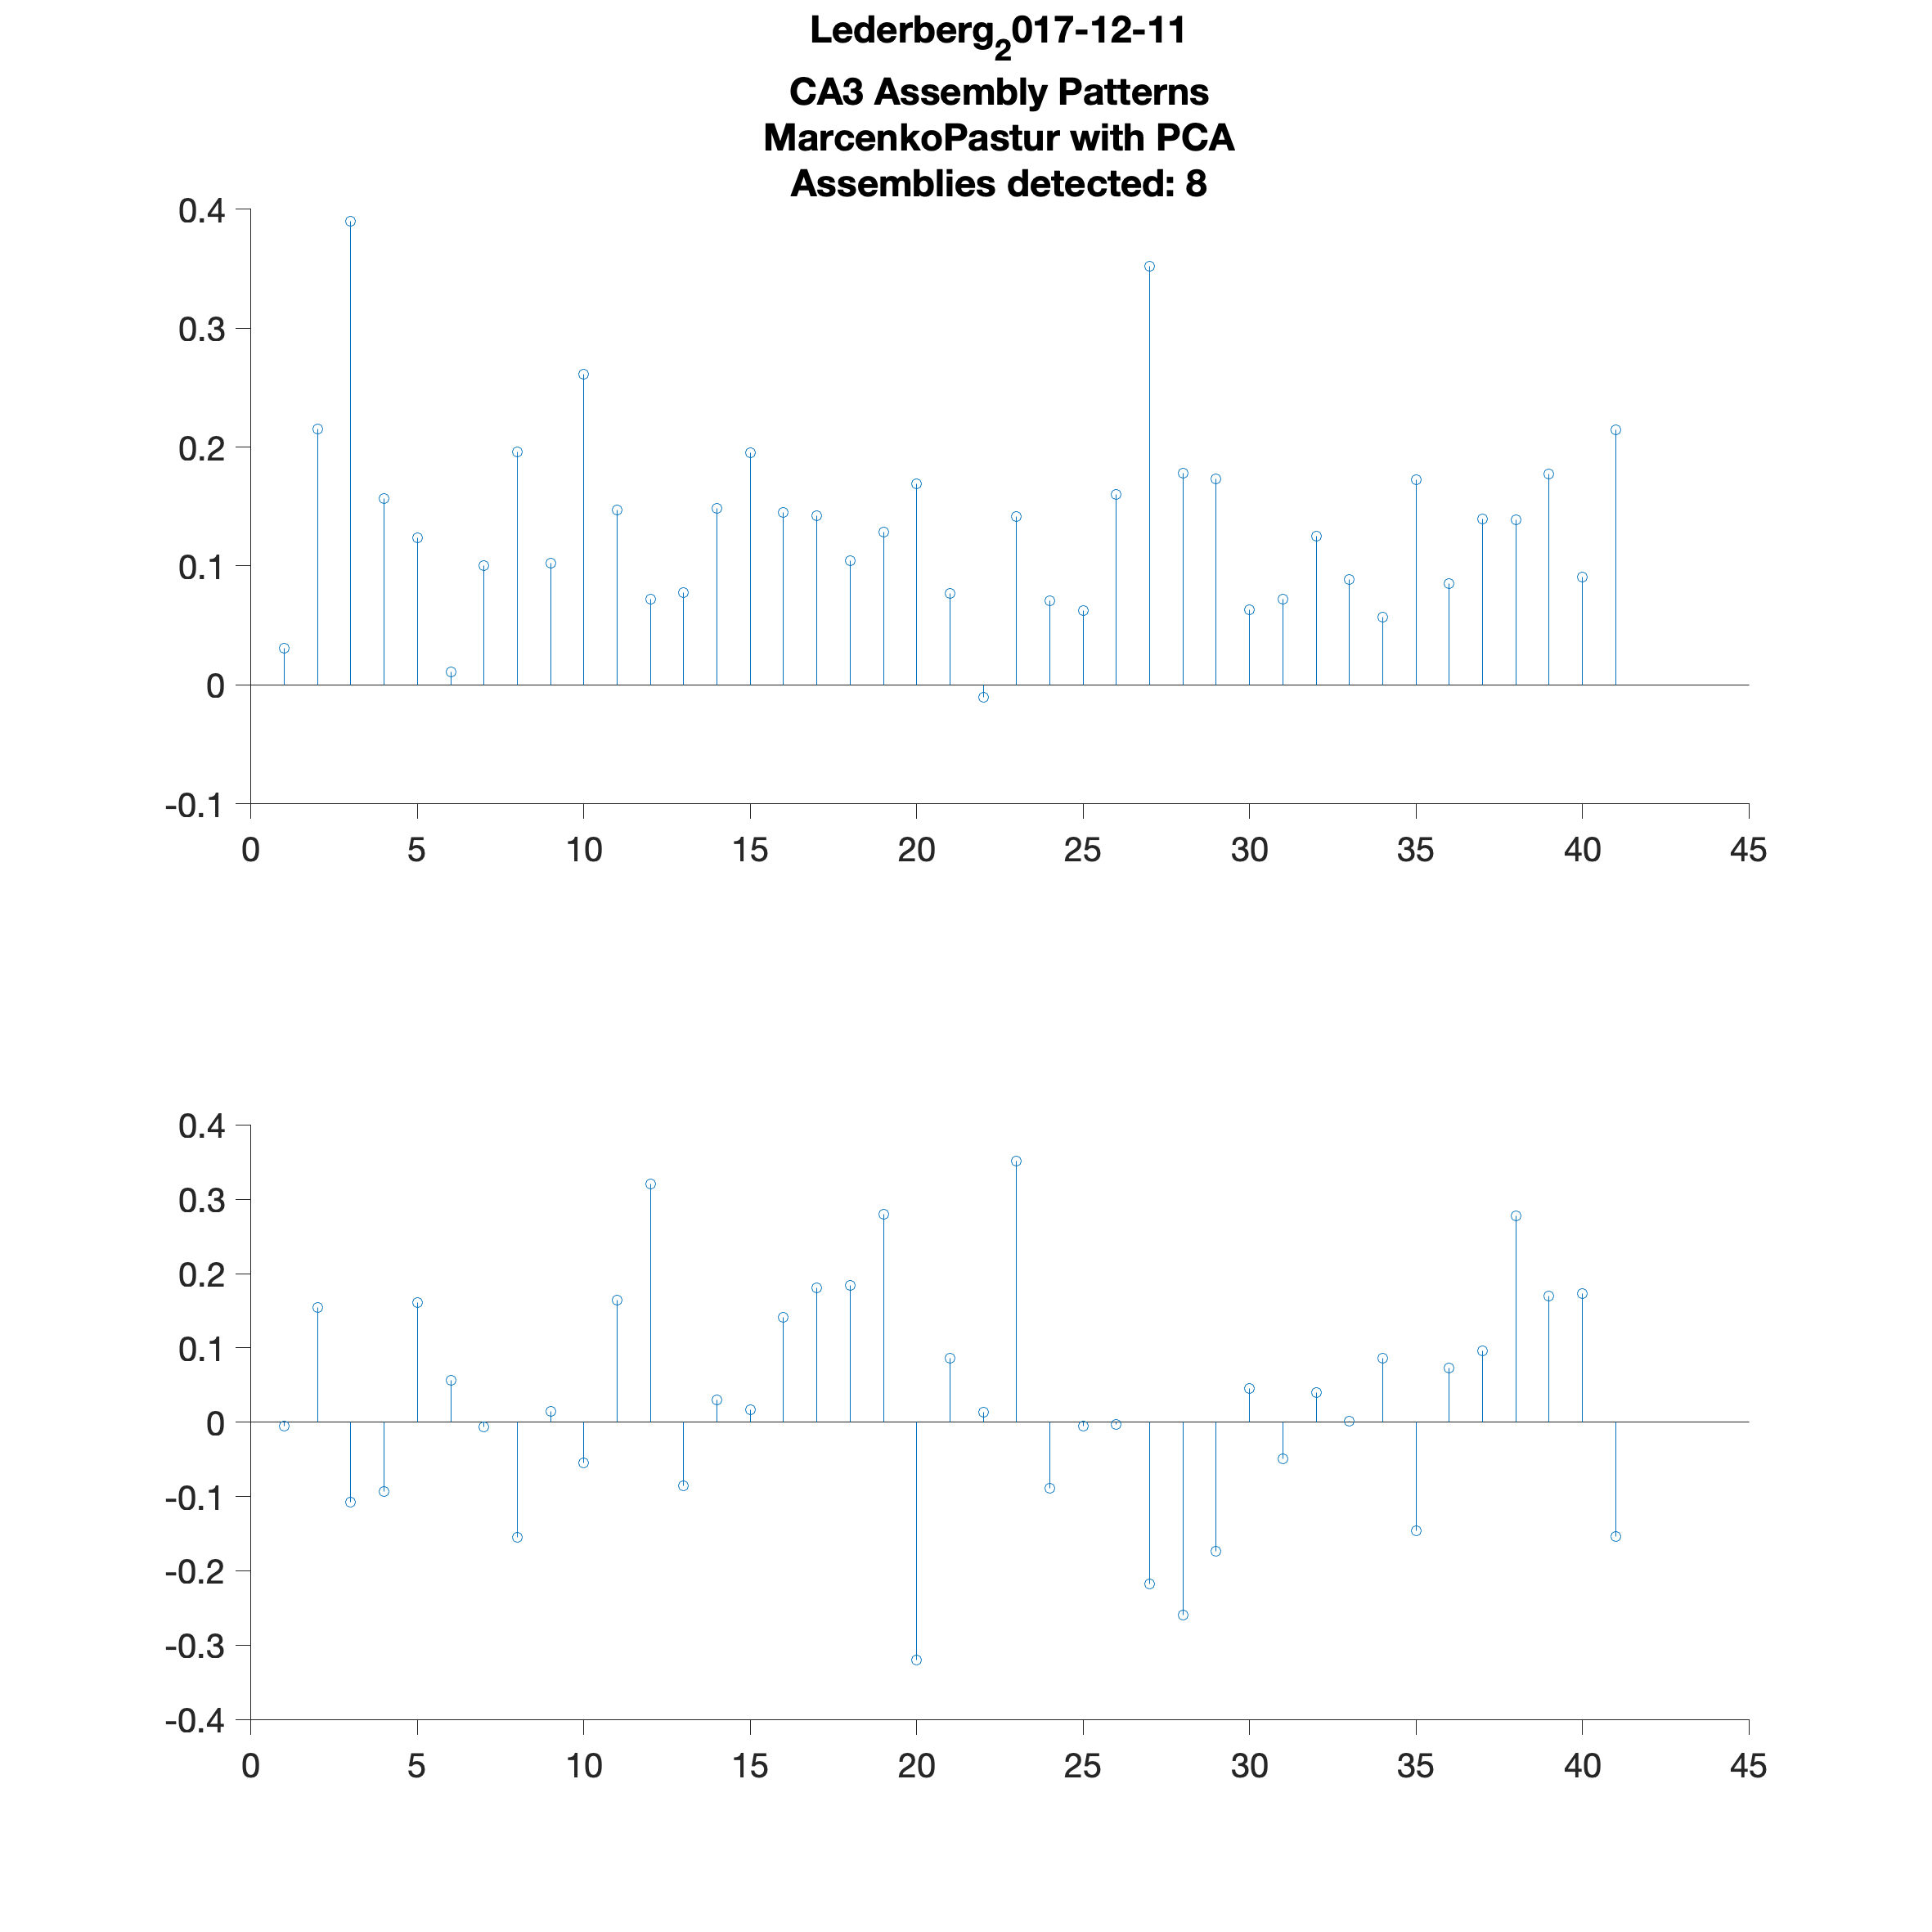 Lederberg₂017-12-11
CA3 Assembly Patterns
MarcenkoPastur with PCA
Assemblies detected: 8
0.4
0.3
0.2
0.1
0
-0.1
0 5 10 15 20 25 30 35 40 45
0.4
0.3
0.2
0.1
0
-0.1
-0.2
-0.3
-0.4
0 5 10 15 20 25 30 35 40 45